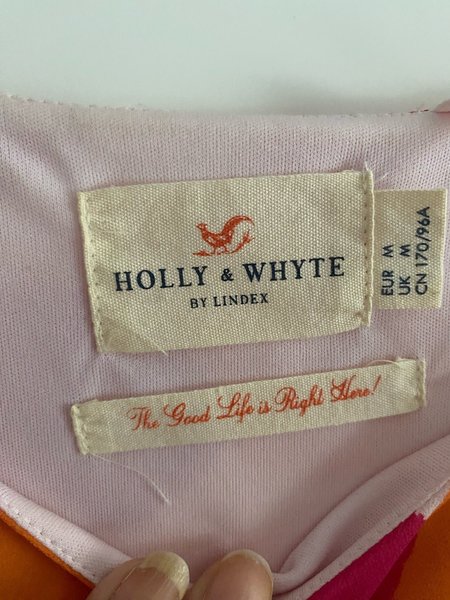 HOLLY & WHYTE
BY LINDEX
EUR M
UK M
CN 170/96A
The Good Life is Right Here!